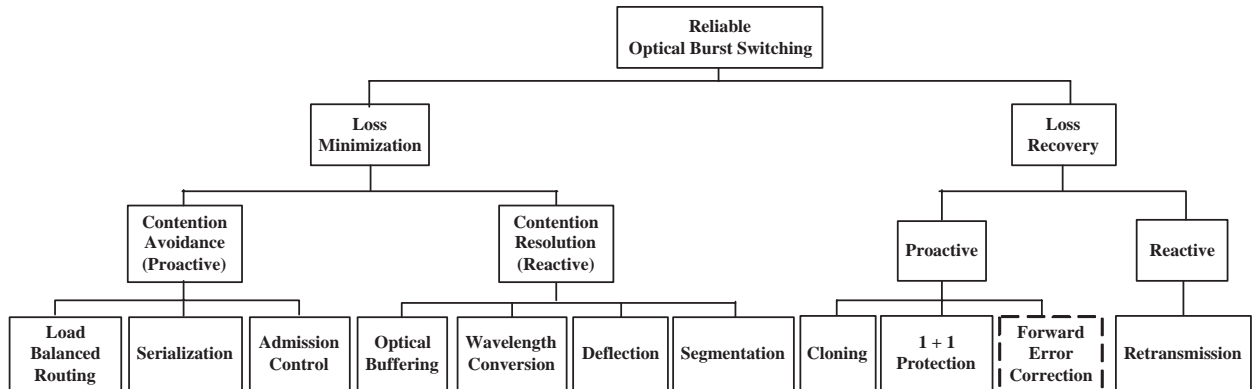 Reliable
Optical Burst Switching
Loss
Minimization
Loss
Recovery
Contention
Avoidance
(Proactive)
Contention
Resolution
(Reactive)
Proactive
Reactive
Load
Balanced
Routing
Serialization
Admission
Control
Optical
Buffering
Wavelength
Conversion
Deflection
Segmentation
Cloning
1 + 1
Protection
Forward
Error
Correction
Retransmission